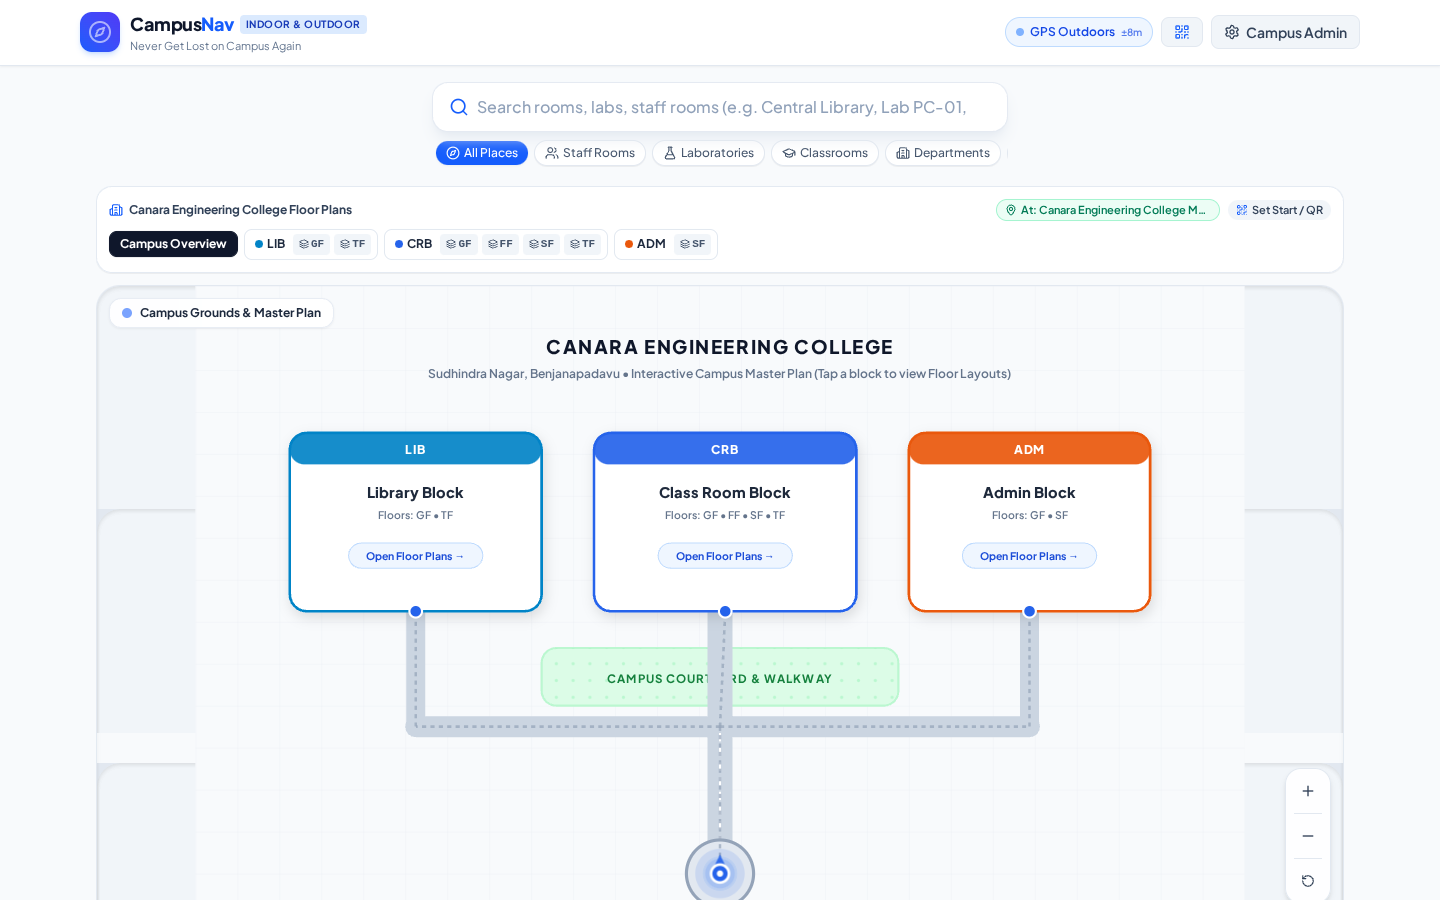 CampusNav INDOOR & OUTDOOR
Never Get Lost on Campus Again
GPS Outdoors ±8m
Campus Admin
Search rooms, labs, staff rooms (e.g. Central Library, Lab PC-01,
All Places Staff Rooms Laboratories Classrooms Departments
Canara Engineering College Floor Plans
At: Canara Engineering College M...
Set Start / QR
Campus Overview LIB GF TF CRB GF FF SF TF ADM SF
Campus Grounds & Master Plan
CANARA ENGINEERING COLLEGE
Sudhindra Nagar, Benjanapadavu • Interactive Campus Master Plan (Tap a block to view Floor Layouts)
LIB
Library Block
Floors: GF • TF
Open Floor Plans →
CRB
Class Room Block
Floors: GF • FF • SF • TF
Open Floor Plans →
ADM
Admin Block
Floors: GF • SF
Open Floor Plans →
CAMPUS & WALKWAY